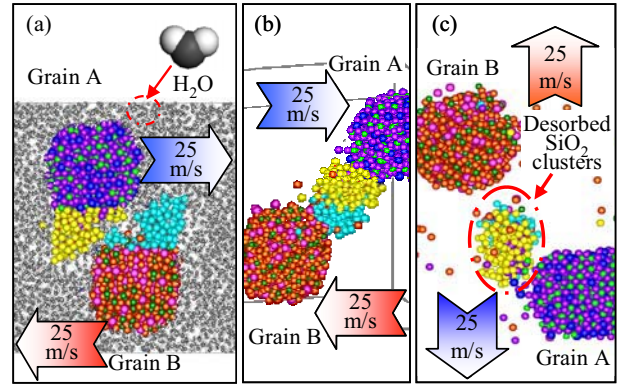 (a)
Grain A
H₂O
25
m/s
25
m/s
Grain B
(b)
Grain A
25
m/s
25
m/s
Grain B
(c)
Grain B
25
m/s
Desorbed
SiO₂
clusters
25
m/s
Grain A